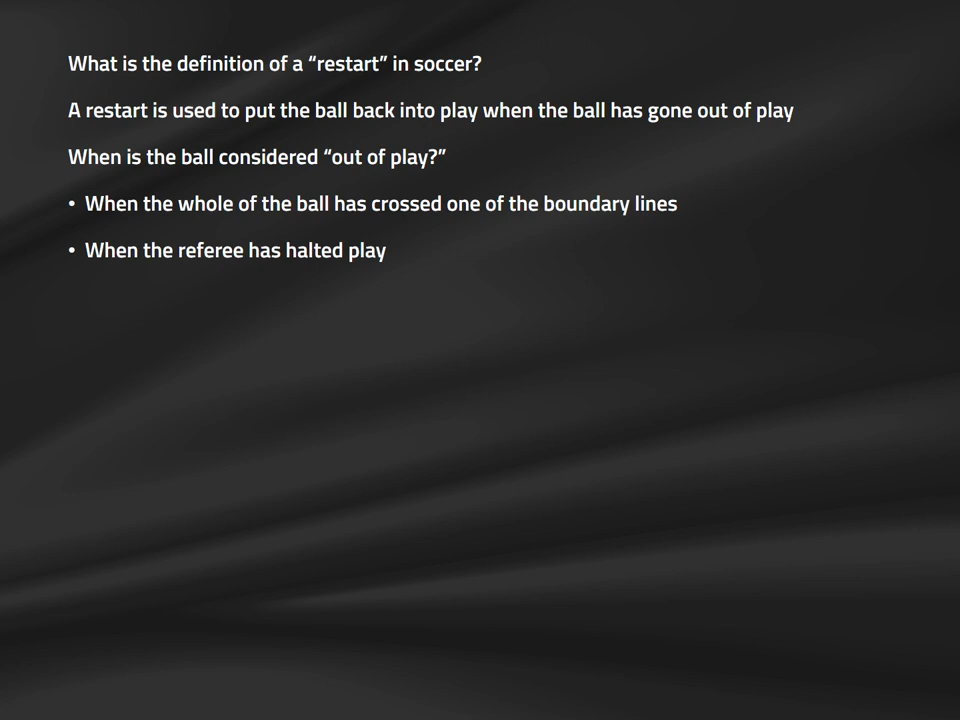 What is the definition of a “restart” in soccer?
A restart is used to put the ball back into play when the ball has gone out of play
When is the ball considered “out of play?”
• When the whole of the ball has crossed one of the boundary lines
• When the referee has halted play